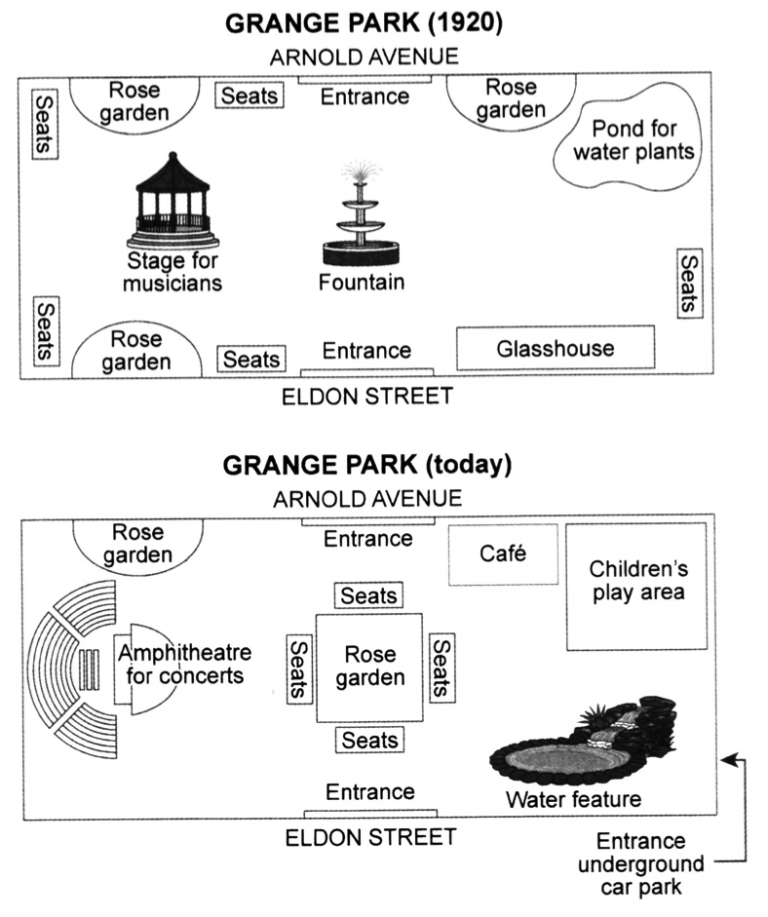 GRANGE PARK (1920)
ARNOLD AVENUE
Rose
garden
Seats
Entrance
Rose
garden
Seats
Pond for
water plants
Stage for
musicians
Fountain
Seats
Seats
Rose
garden
Seats
Entrance
Glasshouse
ELDON STREET
GRANGE PARK (today)
ARNOLD AVENUE
Rose
garden
Entrance
Café
Children's
play area
Seats
Amphitheatre
for concerts
Seats
Rose
garden
Seats
Seats
Entrance
Water feature
ELDON STREET
Entrance
underground
car park